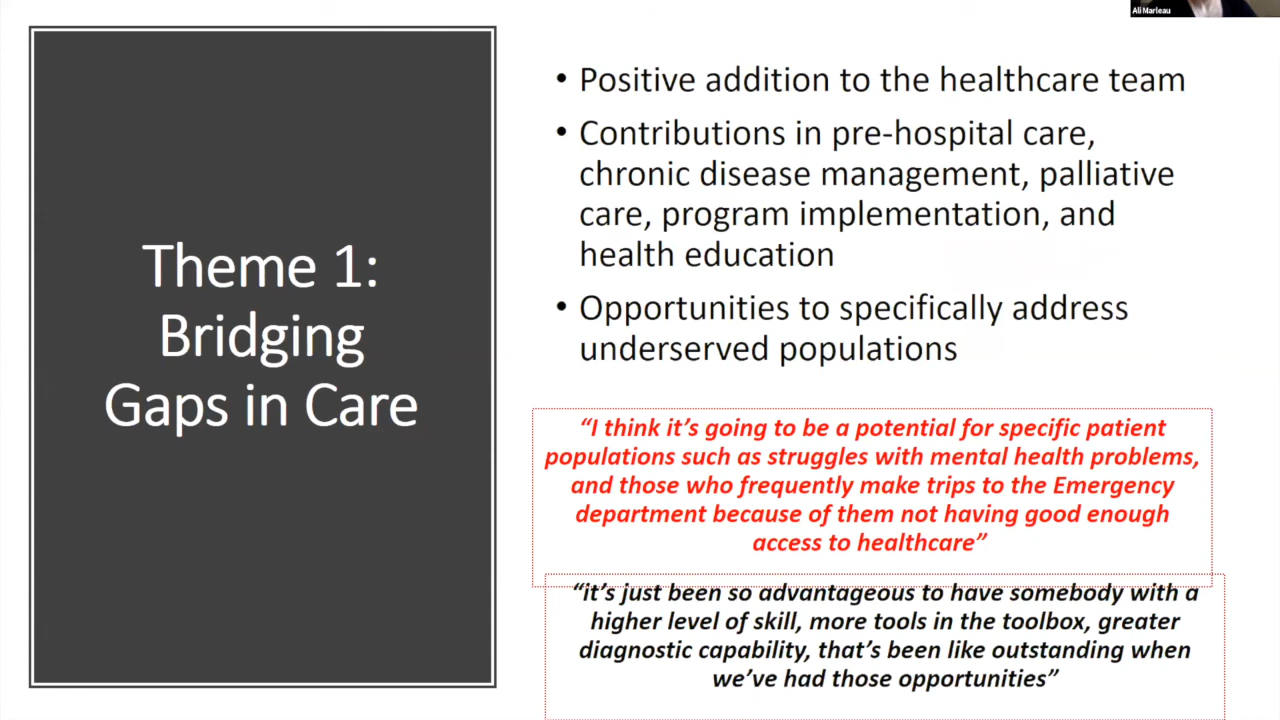 Ali Marleau
Theme 1:
Bridging
Gaps in Care
• Positive addition to the healthcare team
• Contributions in pre-hospital care,
chronic disease management, palliative
care, program implementation, and
health education
• Opportunities to specifically address
underserved populations
“I think it’s going to be a potential for specific patient
populations such as struggles with mental health problems,
and those who frequently make trips to the Emergency
department because of them not having good enough
access to healthcare”
“it’s just been so advantageous to have somebody with a
higher level of skill, more tools in the toolbox, greater
diagnostic capability, that’s been like outstanding when
we’ve had those opportunities”